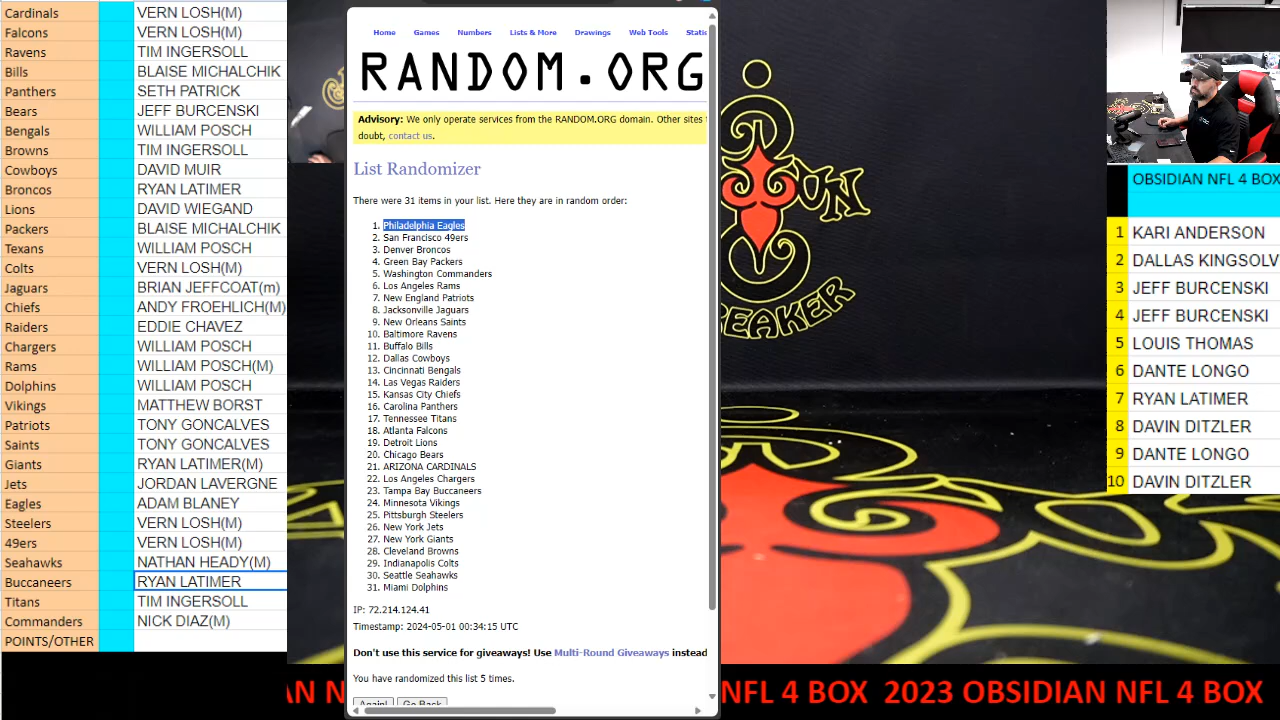 Cardinals VERN LOSH(M)
Falcons VERN LOSH(M)
Ravens TIM INGERSOLL
Bills BLAISE MICHALCHIK
Panthers SETH PATRICK
Bears JEFF BURCENSKI
Bengals WILLIAM POSCH
Browns TIM INGERSOLL
Cowboys DAVID MUIR
Broncos RYAN LATIMER
Lions DAVID WIEGAND
Packers BLAISE MICHALCHIK
Texans WILLIAM POSCH
Colts VERN LOSH(M)
Jaguars BRIAN JEFFCOAT(m)
Chiefs ANDY FROEHLICH(M)
Raiders EDDIE CHAVEZ
Chargers WILLIAM POSCH
Rams WILLIAM POSCH(M)
Dolphins WILLIAM POSCH
Vikings MATTHEW BORST
Patriots TONY GONCALVES
Saints TONY GONCALVES
Giants RYAN LATIMER(M)
Jets JORDAN LAVERGNE
Eagles ADAM BLANEY
Steelers VERN LOSH(M)
49ers VERN LOSH(M)
Seahawks NATHAN HEADY(M)
Buccaneers RYAN LATIMER
Titans TIM INGERSOLL
Commanders NICK DIAZ(M)
POINTS/OTHER
Home Games Numbers Lists & More Drawings Web Tools Statis
RANDOM.ORG
Advisory: We only operate services from the RANDOM.ORG domain. Other sites
doubt, contact us.
List Randomizer
There were 31 items in your list. Here they are in random order:
1. Philadelphia Eagles
2. San Francisco 49ers
3. Denver Broncos
4. Green Bay Packers
5. Washington Commanders
6. Los Angeles Rams
7. New England Patriots
8. Jacksonville Jaguars
9. New Orleans Saints
10. Baltimore Ravens
11. Buffalo Bills
12. Dallas Cowboys
13. Cincinnati Bengals
14. Las Vegas Raiders
15. Kansas City Chiefs
16. Carolina Panthers
17. Tennessee Titans
18. Atlanta Falcons
19. Detroit Lions
20. Chicago Bears
21. ARIZONA CARDINALS
22. Los Angeles Chargers
23. Tampa Bay Buccaneers
24. Minnesota Vikings
25. Pittsburgh Steelers
26. New York Jets
27. New York Giants
28. Cleveland Browns
29. Indianapolis Colts
30. Seattle Seahawks
31. Miami Dolphins
IP: 72.214.124.41
Timestamp: 2024-05-01 00:34:15 UTC
Don't use this service for giveaways! Use Multi-Round Giveaways instead
You have randomized this list 5 times.
Again! Go Back
OBSIDIAN NFL 4 BOX
1 KARI ANDERSON
2 DALLAS KINGSOLV
3 JEFF BURCENSKI
4 JEFF BURCENSKI
5 LOUIS THOMAS
6 DANTE LONGO
7 RYAN LATIMER
8 DAVIN DITZLER
9 DANTE LONGO
10 DAVIN DITZLER
AN N NFL 4 BOX 2023 OBSIDIAN NFL 4 BOX